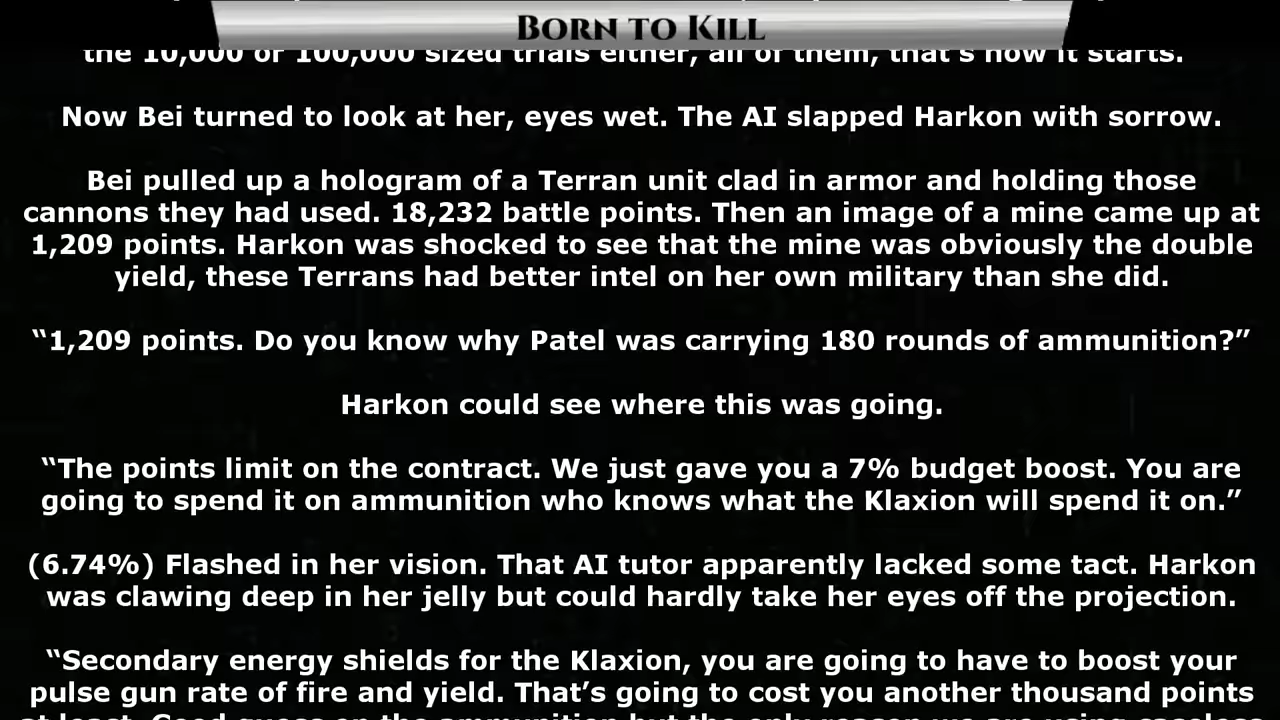 Born to Kill
the 10,000 or 100,000 sized trials either, all of them, that's how it starts.
Now Bei turned to look at her, eyes wet. The AI slapped Harkon with sorrow.
Bei pulled up a hologram of a Terran unit clad in armor and holding those
cannons they had used. 18,232 battle points. Then an image of a mine came up at
1,209 points. Harkon was shocked to see that the mine was obviously the double
yield, these Terrans had better intel on her own military than she did.
“1,209 points. Do you know why Patel was carrying 180 rounds of ammunition?”
Harkon could see where this was going.
“The points limit on the contract. We just gave you a 7% budget boost. You are
going to spend it on ammunition who knows what the Klaxion will spend it on.”
(6.74%) Flashed in her vision. That AI tutor apparently lacked some tact. Harkon
was clawing deep in her jelly but could hardly take her eyes off the projection.
“Secondary energy shields for the Klaxion, you are going to have to boost your
pulse gun rate of fire and yield. That’s going to cost you another thousand points